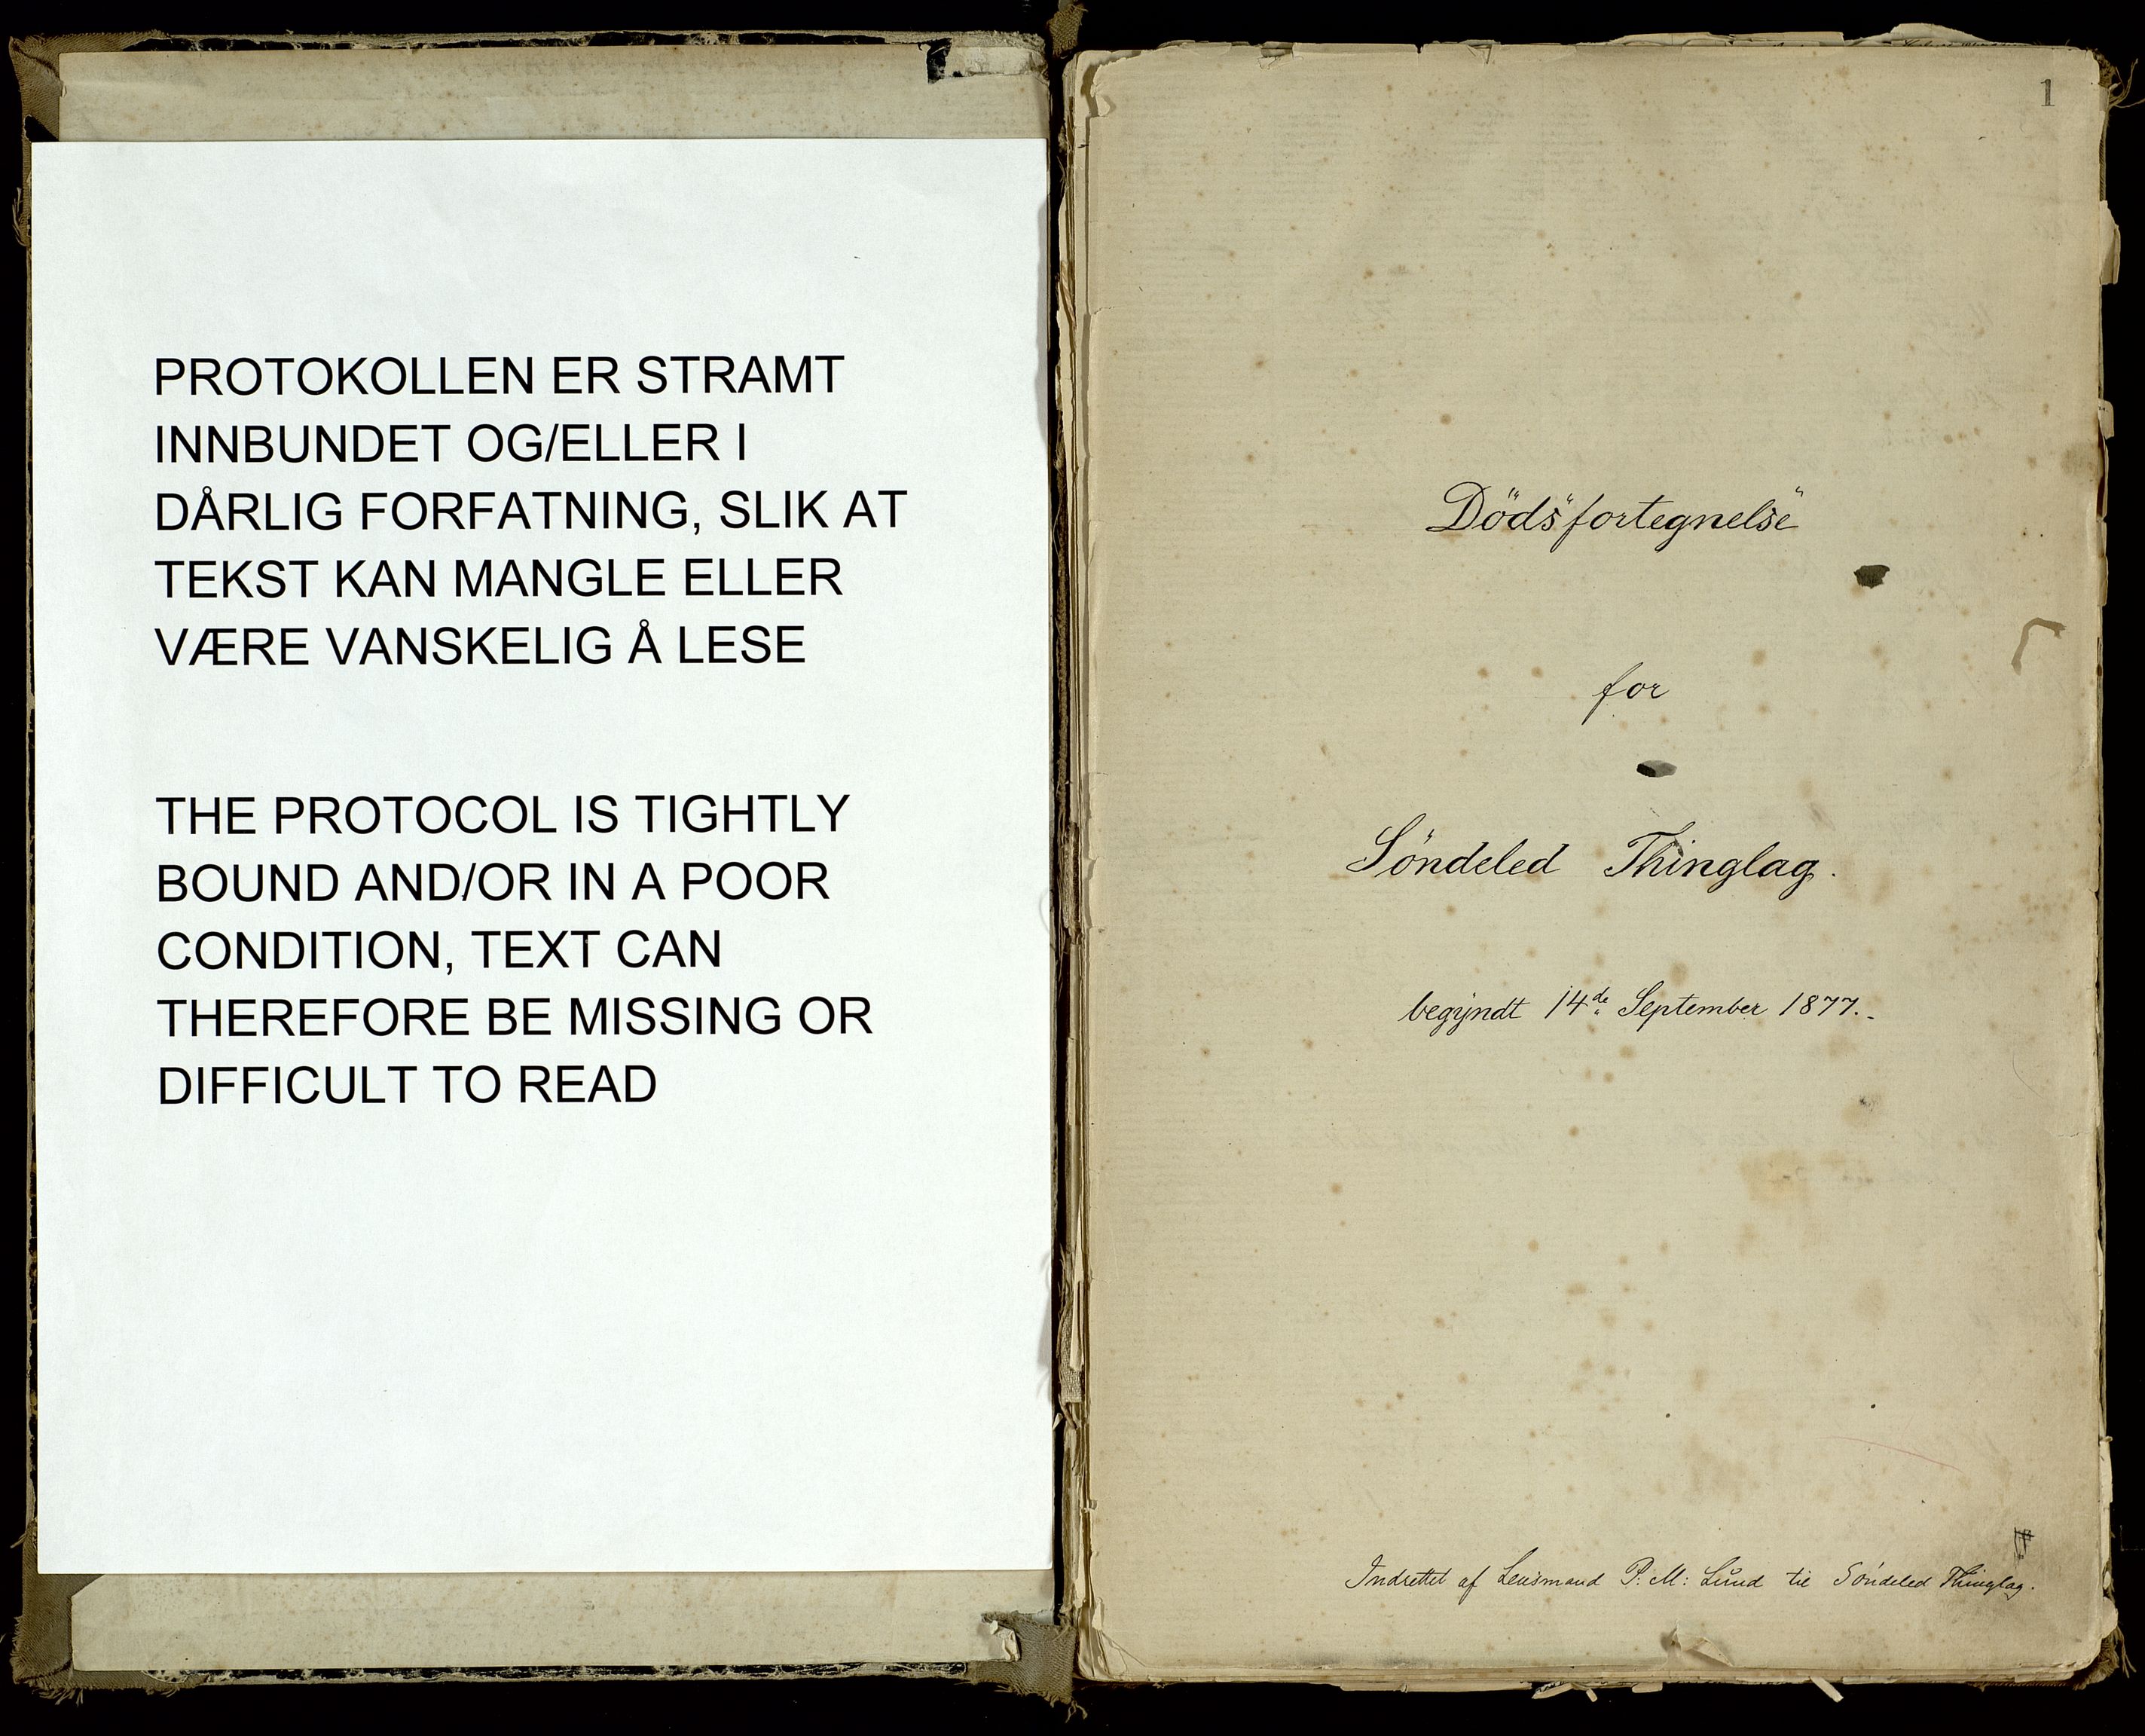 PROTOKOLLEN ER STRAMT
INNBUNDET OG/ELLER I
DÅRLIG FORFATNING, SLIK AT
TEKST KAN MANGLE ELLER
VÆRE VANSKELIG Å LESE
THE PROTOCOL IS TIGHTLY
BOUND AND/OR IN A POOR
CONDITION, TEXT CAN
THEREFORE BE MISSING OR
DIFFICULT TO READ
1
Dödsfortegnelse
for
Söndeled Thinglag.
begyndt 14de September 1877.
Indrettet af Lensmand P: M: Lund til Söndeled Thinglag.